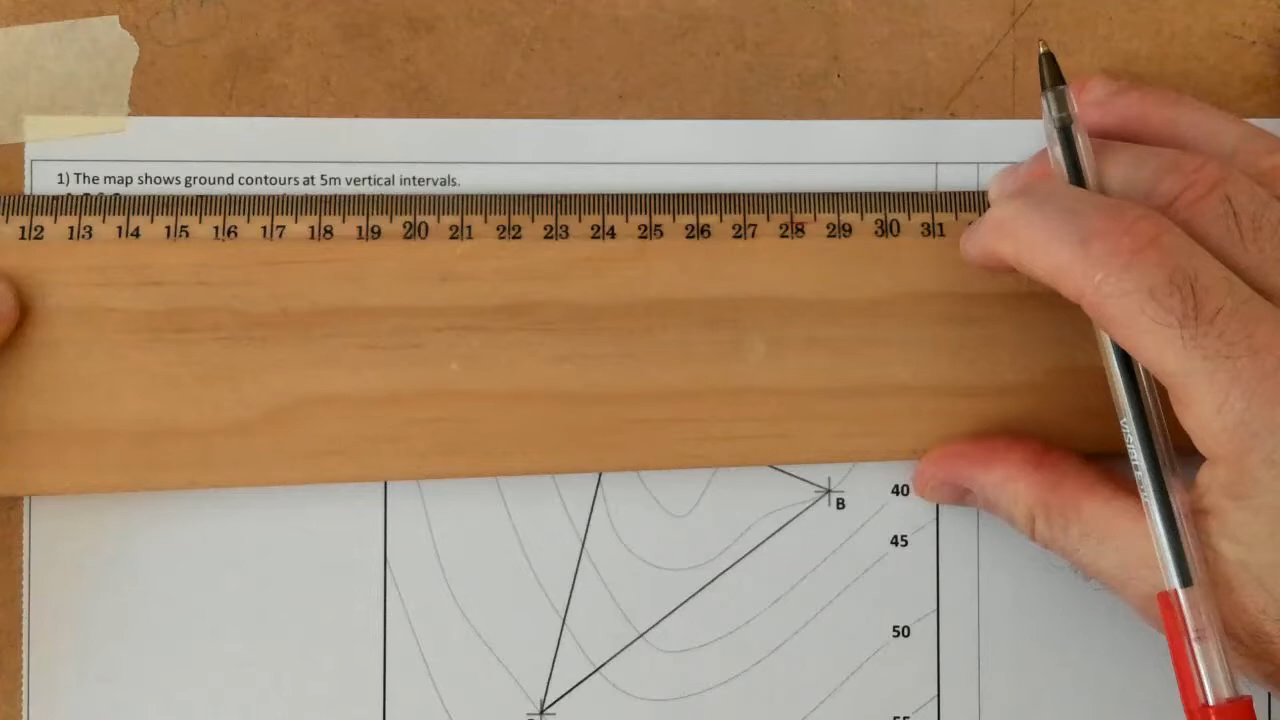 1) The map shows ground contours at 5m vertical intervals.
12 13 14 15 16 17 18 19 20 21 22 23 24 25 26 27 28 29 30 31
40
B
45
50